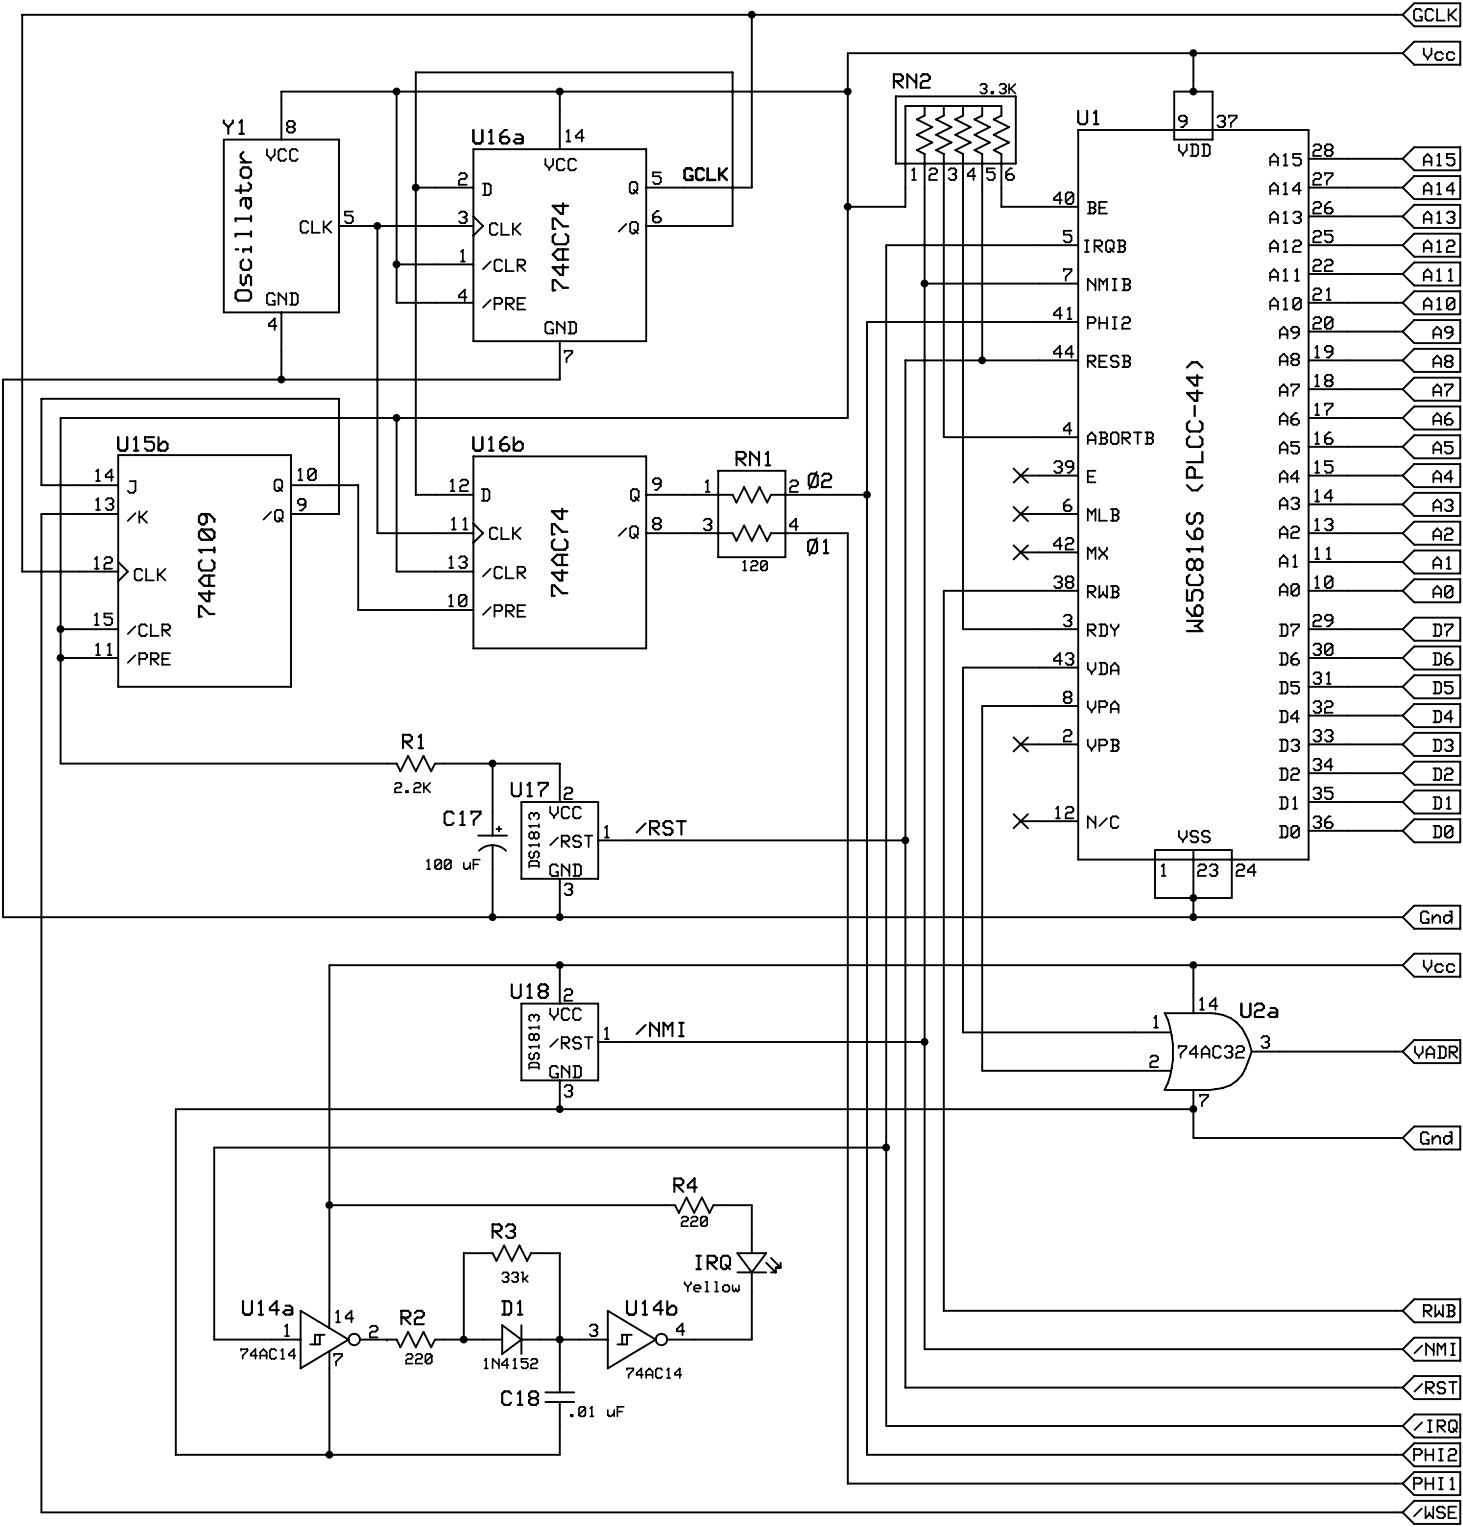 GCLK
Vcc
RN2
3.3K
1 2 3 4 5 6
Y1
8
VCC
Oscillator
CLK
5
GND
4
U16a
14
VCC
2 D
Q 5
GCLK
3 CLK
/Q 6
1 /CLR
4 /PRE
74AC74
GND
7
U1
9 37
VDD
40 BE
5 IRQB
7 NMIB
41 PHI2
44 RESB
4 ABORTB
39 E
6 MLB
42 MX
38 RWB
3 RDY
43 VDA
8 VPA
2 VPB
12 N/C
W65C816S (PLCC-44)
A15 28 A15
A14 27 A14
A13 26 A13
A12 25 A12
A11 22 A11
A10 21 A10
A9 20 A9
A8 19 A8
A7 18 A7
A6 17 A6
A5 16 A5
A4 15 A4
A3 14 A3
A2 13 A2
A1 11 A1
A0 10 A0
D7 29 D7
D6 30 D6
D5 31 D5
D4 32 D4
D3 33 D3
D2 34 D2
D1 35 D1
D0 36 D0
VSS
1 23 24
Gnd
U15b
14 J
Q 10
13 /K
/Q 9
12 CLK
15 /CLR
11 /PRE
74AC109
U16b
12 D
Q 9
11 CLK
/Q 8
13 /CLR
10 /PRE
74AC74
RN1
1 2 Ø2
3 4 Ø1
120
R1
2.2K
C17
+
100 uF
U17
2
VCC
DS1813
/RST 1
/RST
GND
3
Vcc
U18
2
VCC
DS1813
/RST 1
/NMI
GND
3
U2a
14
1
2
74AC32
3
VADR
7
Gnd
R4
220
R3
33k
IRQ
Yellow
U14a
14
1
2
74AC14
7
R2
220
D1
1N4152
U14b
3
4
74AC14
C18
.01 uF
RWB
/NMI
/RST
/IRQ
PHI2
PHI1
/WSE